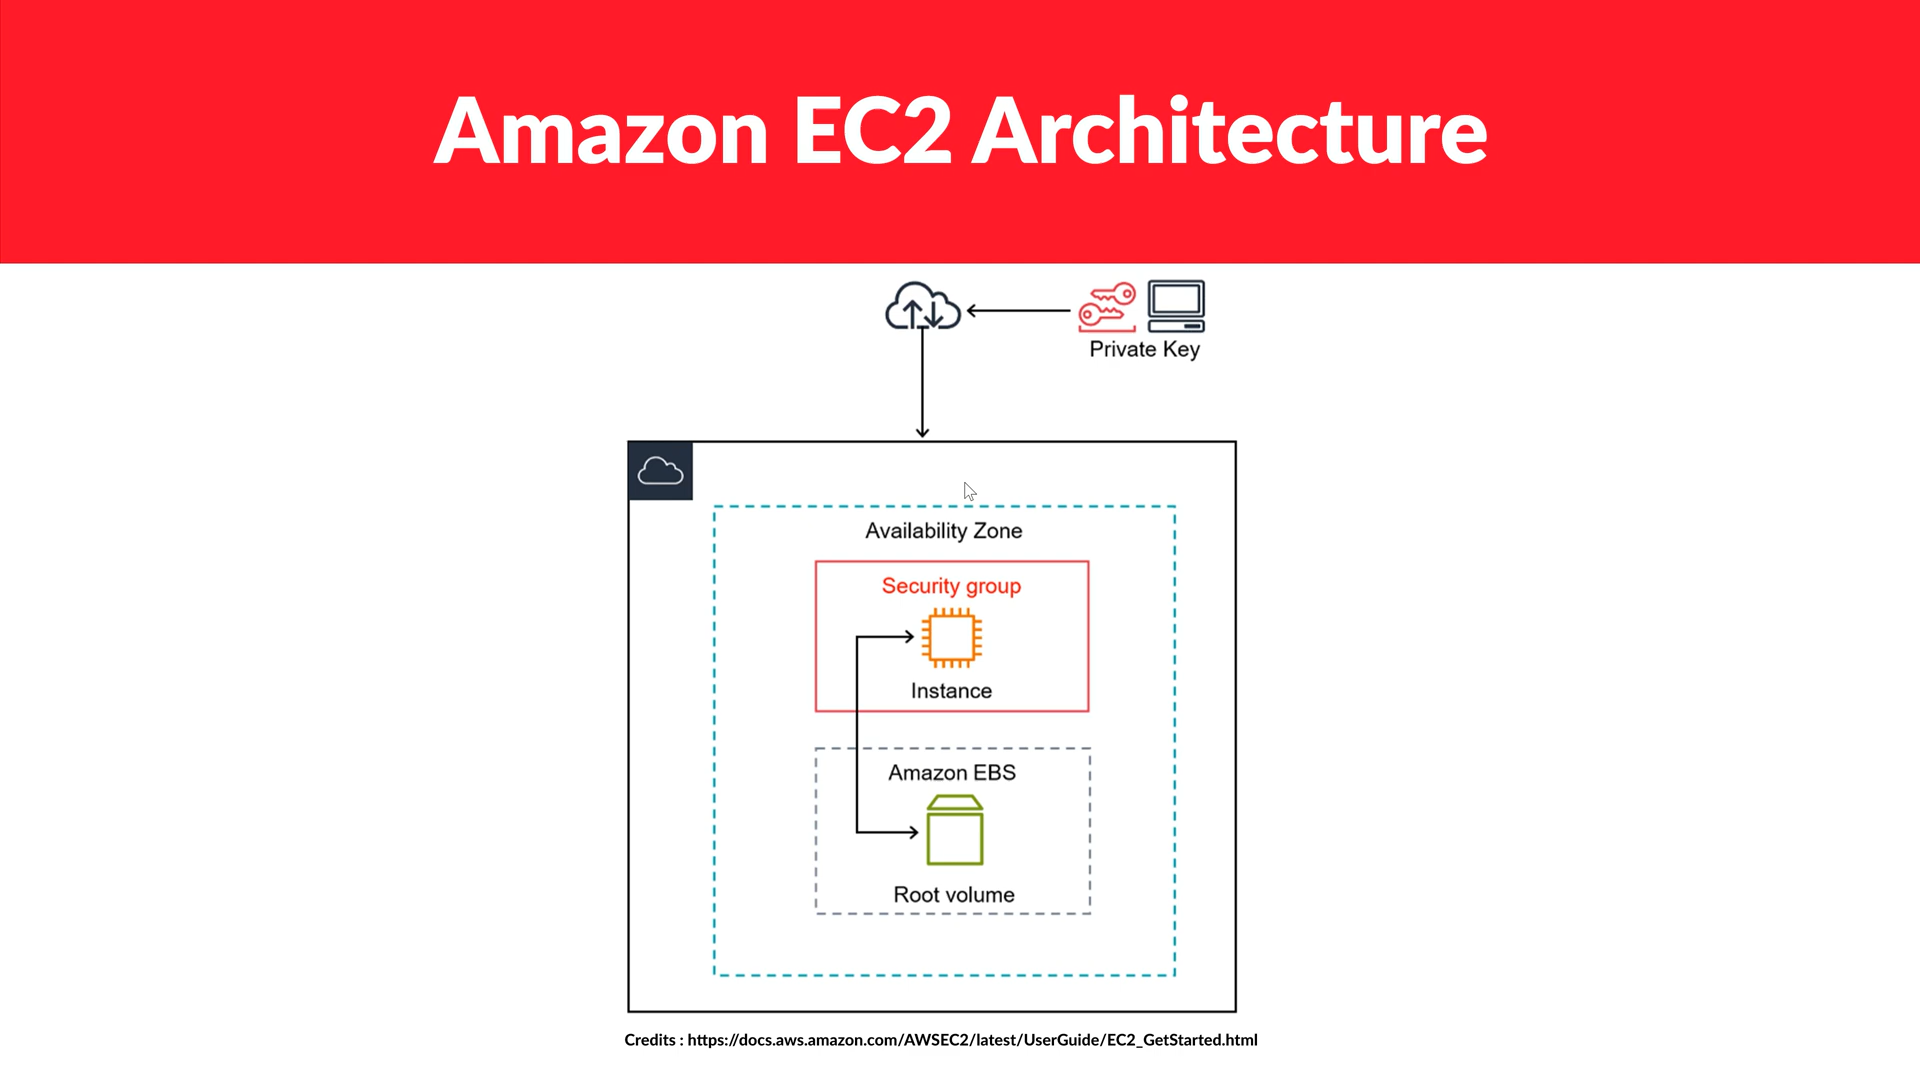 Amazon EC2 Architecture
Private Key
Availability Zone
Security group
Instance
Amazon EBS
Root volume
Credits : https://docs.aws.amazon.com/AWSEC2/latest/UserGuide/EC2_GetStarted.html